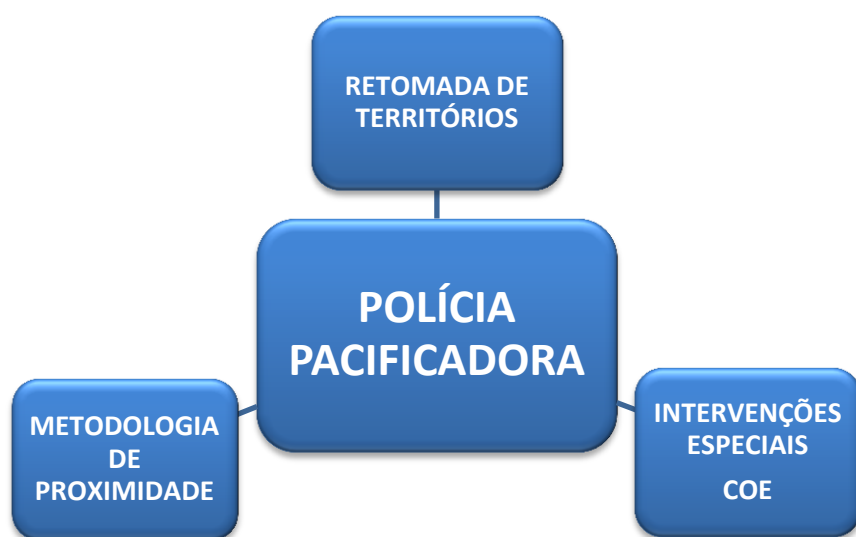 RETOMADA DE
TERRITÓRIOS
POLÍCIA
PACIFICADORA
METODOLOGIA
DE
PROXIMIDADE
INTERVENÇÕES
ESPECIAIS
COE